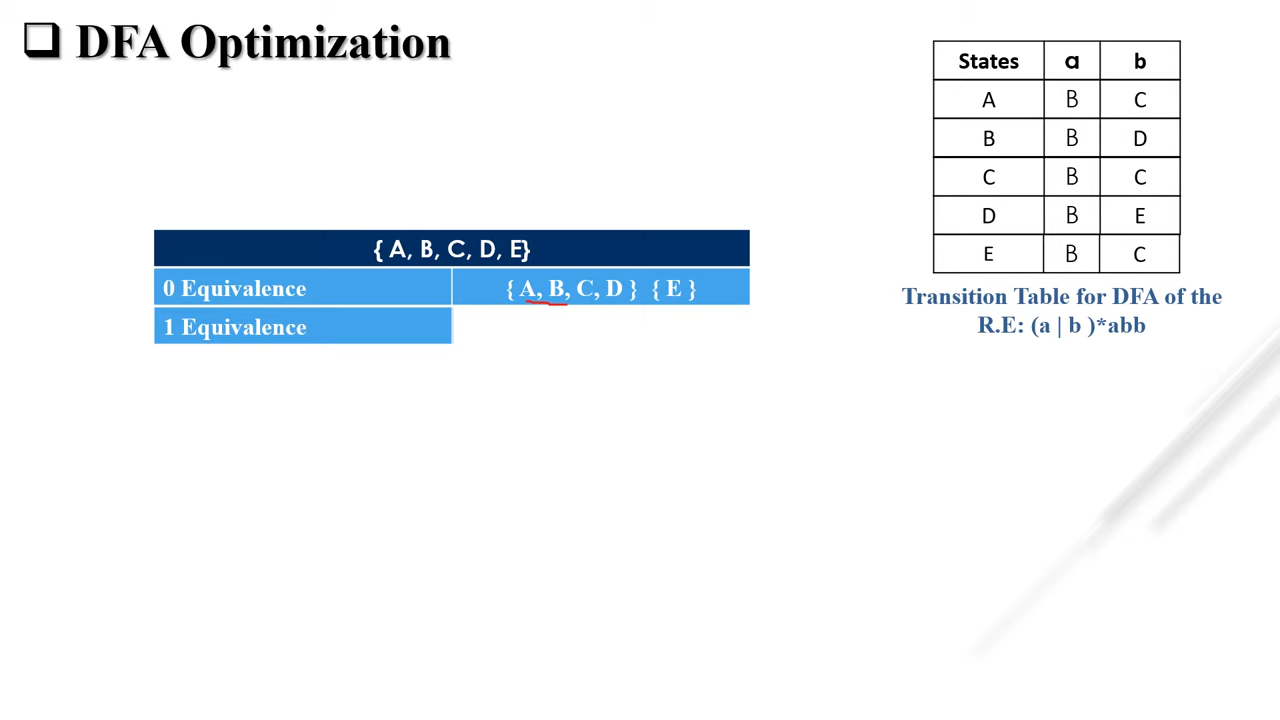 DFA Optimization
States a b
A B C
B B D
C B C
D B E
E B C
Transition Table for DFA of the
R.E: (a | b )*abb
{ A, B, C, D, E}
0 Equivalence { A, B, C, D } { E }
1 Equivalence